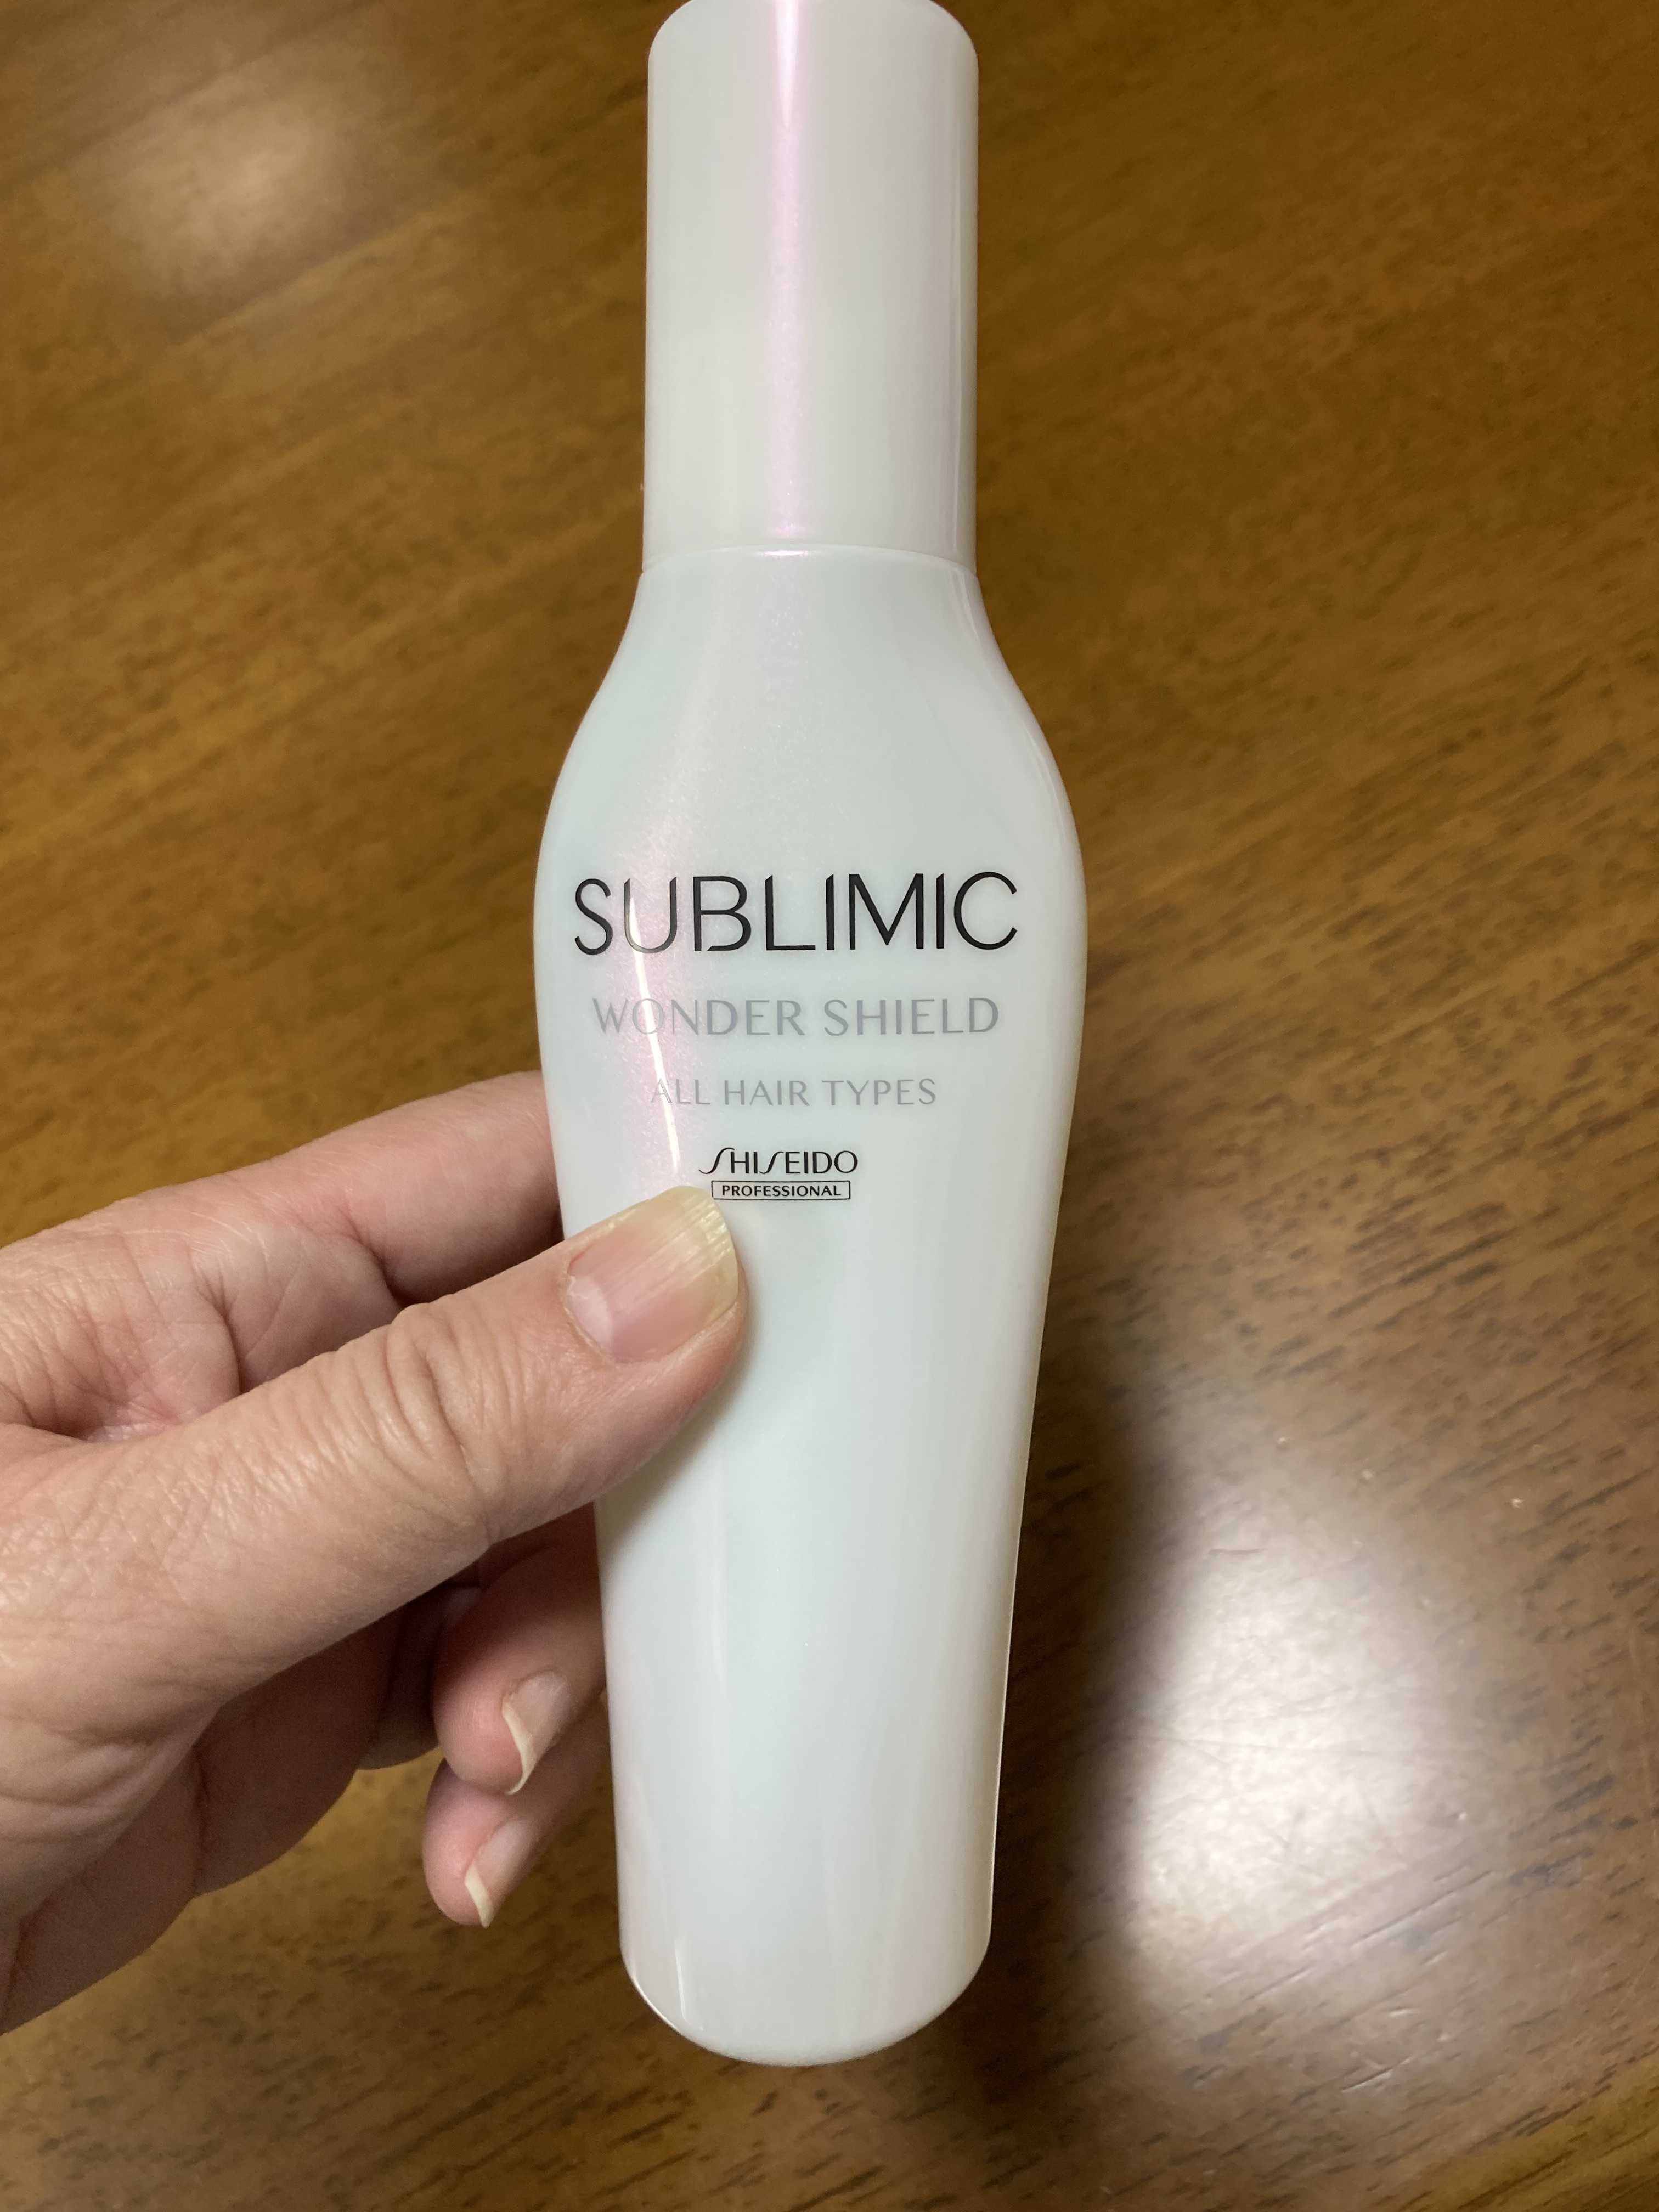 SUBLIMIC
WONDER SHIELD
ALL HAIR TYPES
SHISEIDO
PROFESSIONAL